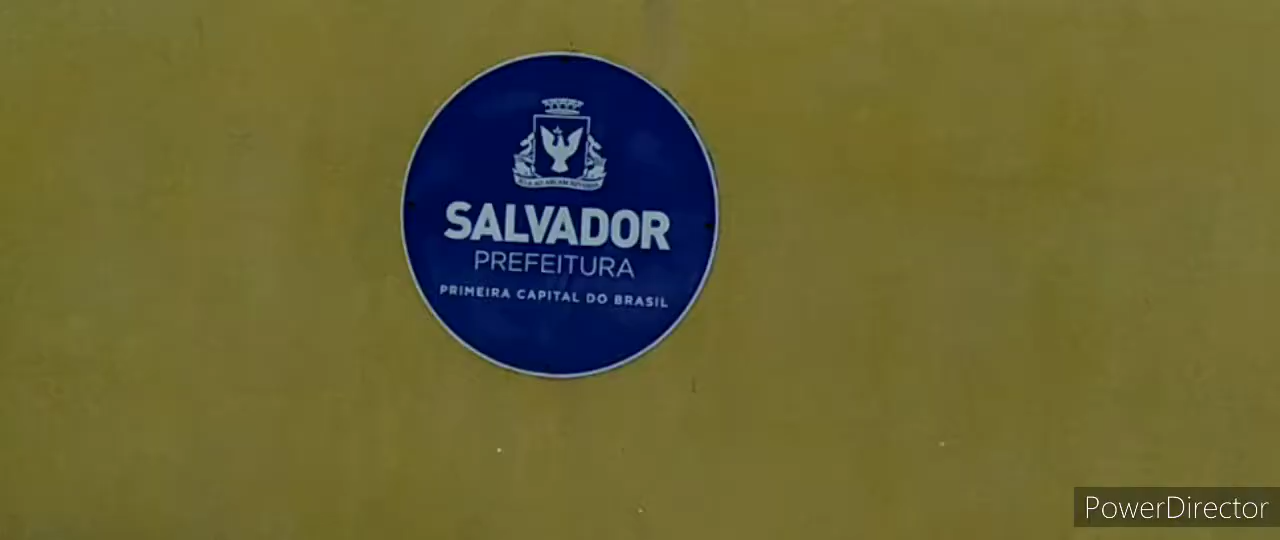 SALVADOR
PREFEITURA
PRIMEIRA CAPITAL DO BRASIL
PowerDirector